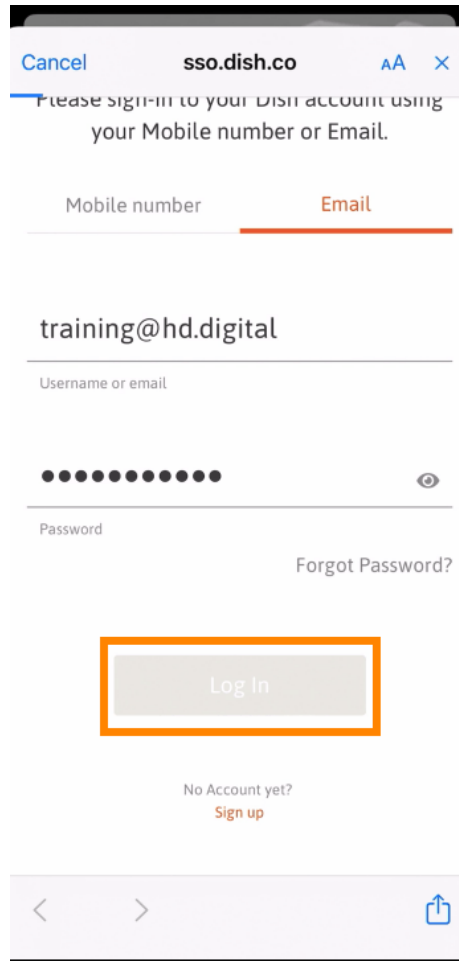 Cancel sso.dish.co AA ×
Please sign-in to your Dish account using
your Mobile number or Email.
Mobile number Email
training@hd.digital
Username or email
●●●●●●●●●●●
Password
Forgot Password?
Log In
No Account yet?
Sign up